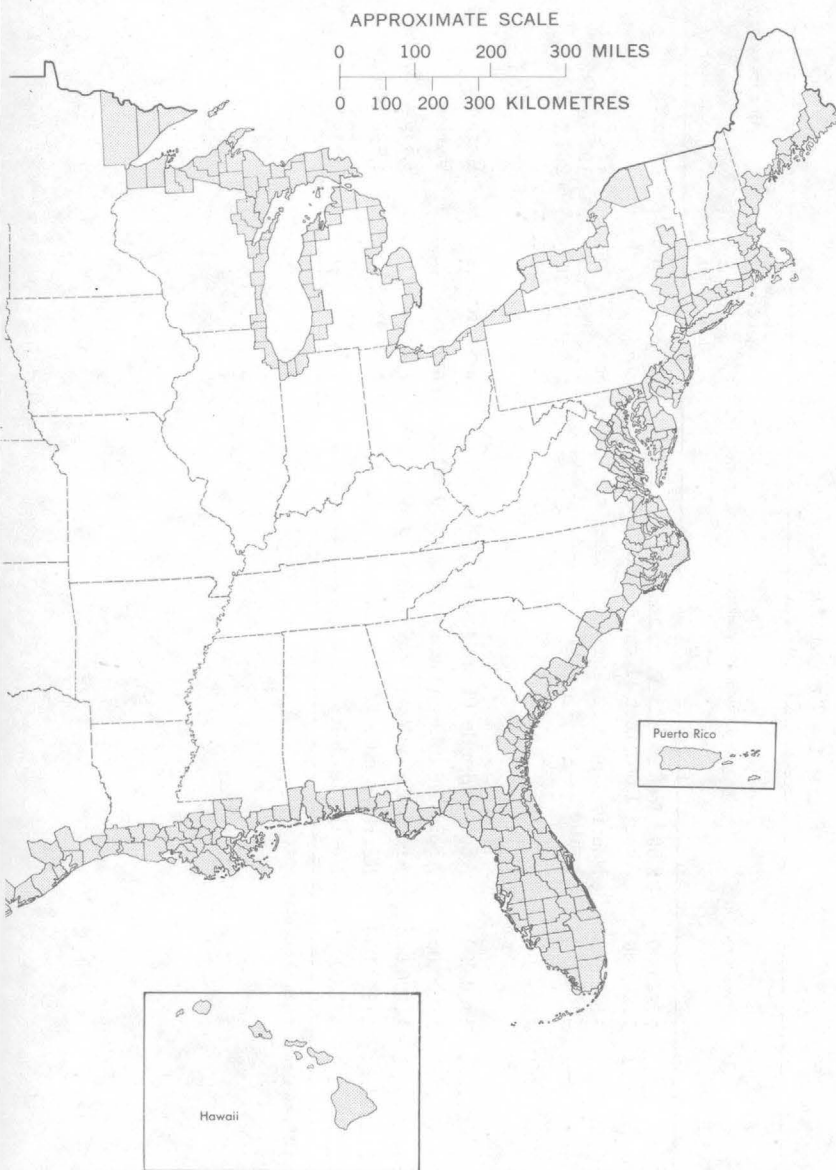 APPROXIMATE SCALE
0 100 200 300 MILES
0 100 200 300 KILOMETRES
Puerto Rico
Hawaii